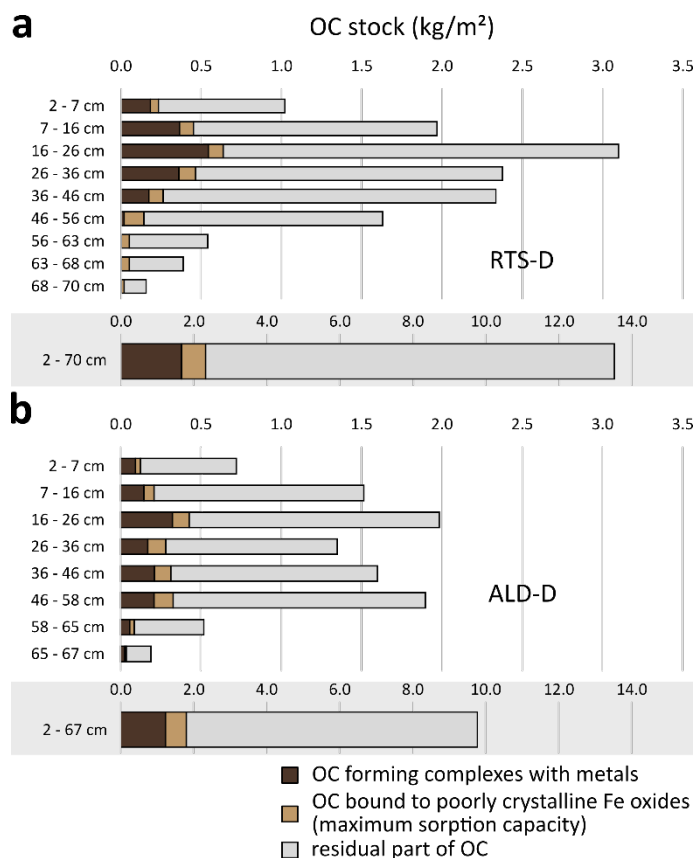 a
OC stock (kg/m²)
0.0 0.5 1.0 1.5 2.0 2.5 3.0 3.5
2 - 7 cm
7 - 16 cm
16 - 26 cm
26 - 36 cm
36 - 46 cm
46 - 56 cm
56 - 63 cm
RTS-D
63 - 68 cm
68 - 70 cm
0.0 2.0 4.0 6.0 8.0 10.0 12.0 14.0
2 - 70 cm
b
0.0 0.5 1.0 1.5 2.0 2.5 3.0 3.5
2 - 7 cm
7 - 16 cm
16 - 26 cm
26 - 36 cm
36 - 46 cm
46 - 58 cm
ALD-D
58 - 65 cm
65 - 67 cm
0.0 2.0 4.0 6.0 8.0 10.0 12.0 14.0
2 - 67 cm
OC forming complexes with metals
OC bound to poorly crystalline Fe oxides
(maximum sorption capacity)
residual part of OC